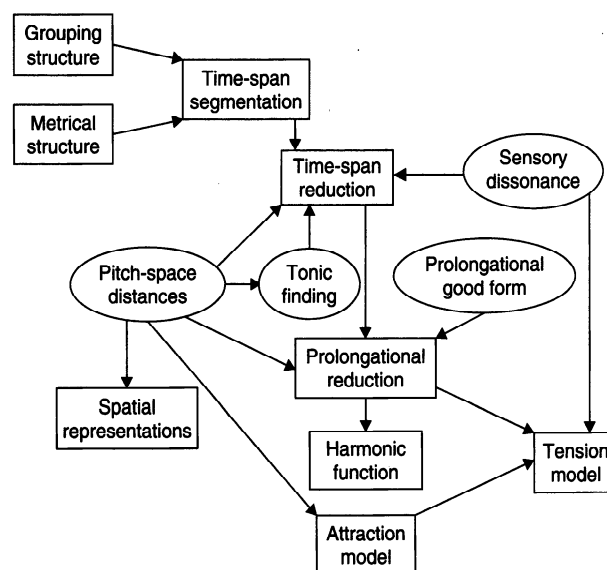 Grouping
structure
Time-span
segmentation
Metrical
structure
Time-span
reduction
Sensory
dissonance
Pitch-space
distances
Tonic
finding
Prolongational
good form
Prolongational
reduction
Spatial
representations
Harmonic
function
Tension
model
Attraction
model